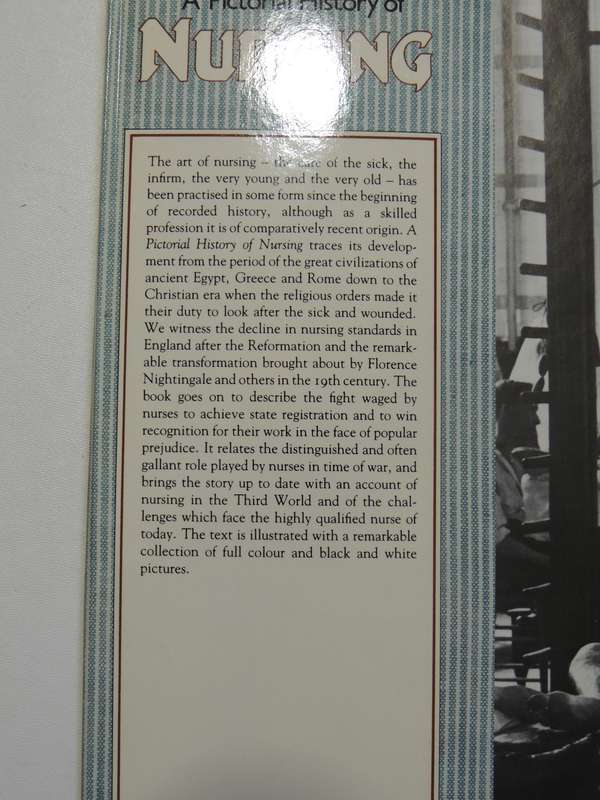 A Pictorial History of
NURSING
The art of nursing – the care of the sick, the
infirm, the very young and the very old – has
been practised in some form since the beginning
of recorded history, although as a skilled
profession it is of comparatively recent origin. A
Pictorial History of Nursing traces its develop-
ment from the period of the great civilizations of
ancient Egypt, Greece and Rome down to the
Christian era when the religious orders made it
their duty to look after the sick and wounded.
We witness the decline in nursing standards in
England after the Reformation and the remark-
able transformation brought about by Florence
Nightingale and others in the 19th century. The
book goes on to describe the fight waged by
nurses to achieve state registration and to win
recognition for their work in the face of popular
prejudice. It relates the distinguished and often
gallant role played by nurses in time of war, and
brings the story up to date with an account of
nursing in the Third World and of the chal-
lenges which face the highly qualified nurse of
today. The text is illustrated with a remarkable
collection of full colour and black and white
pictures.